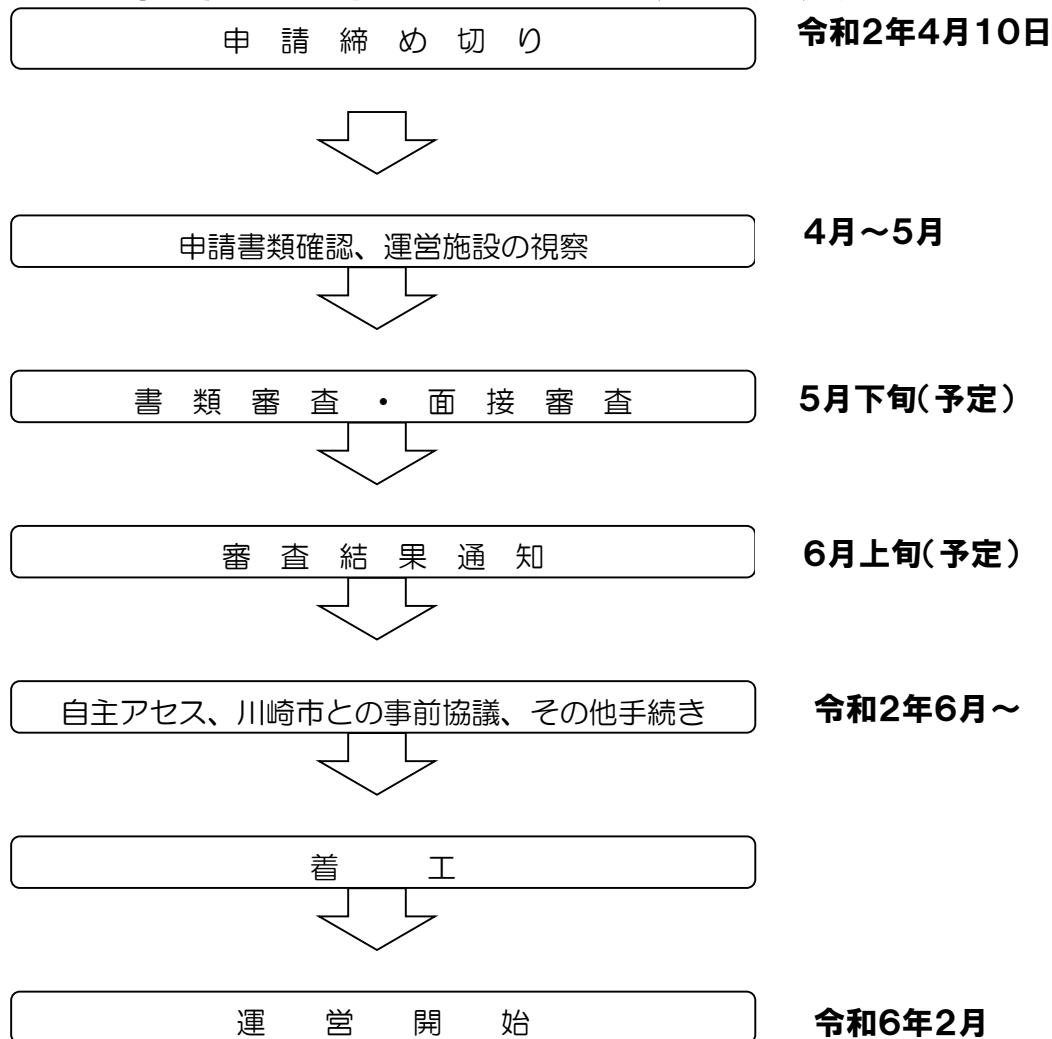 申請締め切り 令和2年4月10日
申請書類確認、運営施設の視察 4月～5月
書類審査・面接審査 5月下旬(予定)
審査結果通知 6月上旬(予定)
自主アセス、川崎市との事前協議、その他手続き 令和2年6月～
着工
運営開始 令和6年2月